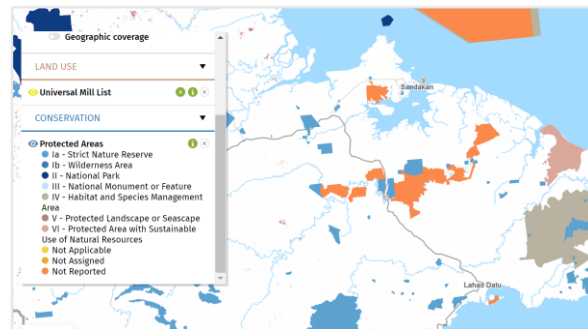 Geographic coverage
LAND USE
Universal Mill List
CONSERVATION
Protected Areas
Ia - Strict Nature Reserve
Ib - Wilderness Area
II - National Park
III - National Monument or Feature
IV - Habitat and Species Management
Area
V - Protected Landscape or Seascape
VI - Protected Area with Sustainable
Use of Natural Resources
Not Applicable
Not Assigned
Not Reported
Sandakan
Lahad Datu